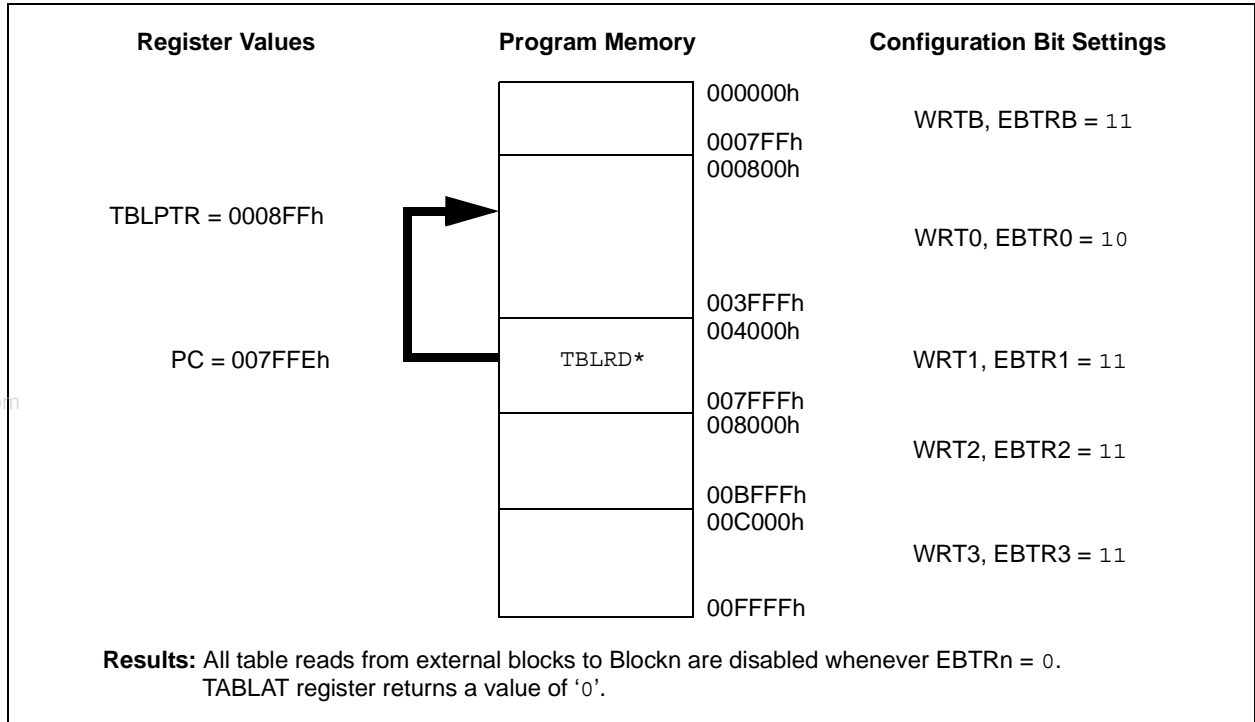 Register Values
Program Memory
Configuration Bit Settings
000000h
WRTB, EBTRB = 11
0007FFh
000800h
TBLPTR = 0008FFh
WRT0, EBTR0 = 10
003FFFh
004000h
PC = 007FFEh
TBLRD*
WRT1, EBTR1 = 11
om
007FFFh
008000h
WRT2, EBTR2 = 11
00BFFFh
00C000h
WRT3, EBTR3 = 11
00FFFFh
Results: All table reads from external blocks to Blockn are disabled whenever EBTRn = 0.
TABLAT register returns a value of ‘0’.